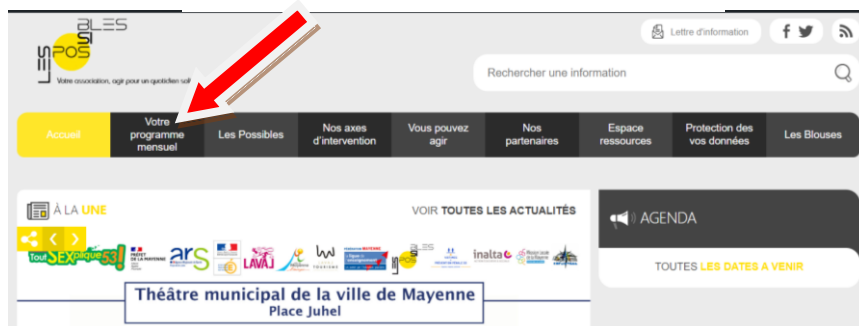 LES POSSIBLES
Votre association, agir pour un quotidien soli
Lettre d'information
Rechercher une information
Accueil
Votre
programme
mensuel
Les Possibles
Nos axes
d'intervention
Vous pouvez
agir
Nos
partenaires
Espace
ressources
Protection des
vos données
Les Blouses
À LA UNE
VOIR TOUTES LES ACTUALITÉS
AGENDA
TOUTES LES DATES A VENIR
Tout SEXplique 53!
ars
LAVAL
inalta
Théâtre municipal de la ville de Mayenne
Place Juhel